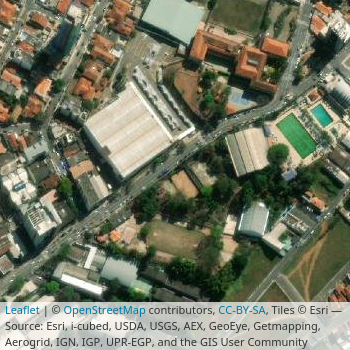 Leaflet | © OpenStreetMap contributors, CC-BY-SA, Tiles © Esri —
Source: Esri, i-cubed, USDA, USGS, AEX, GeoEye, Getmapping,
Aerogrid, IGN, IGP, UPR-EGP, and the GIS User Community